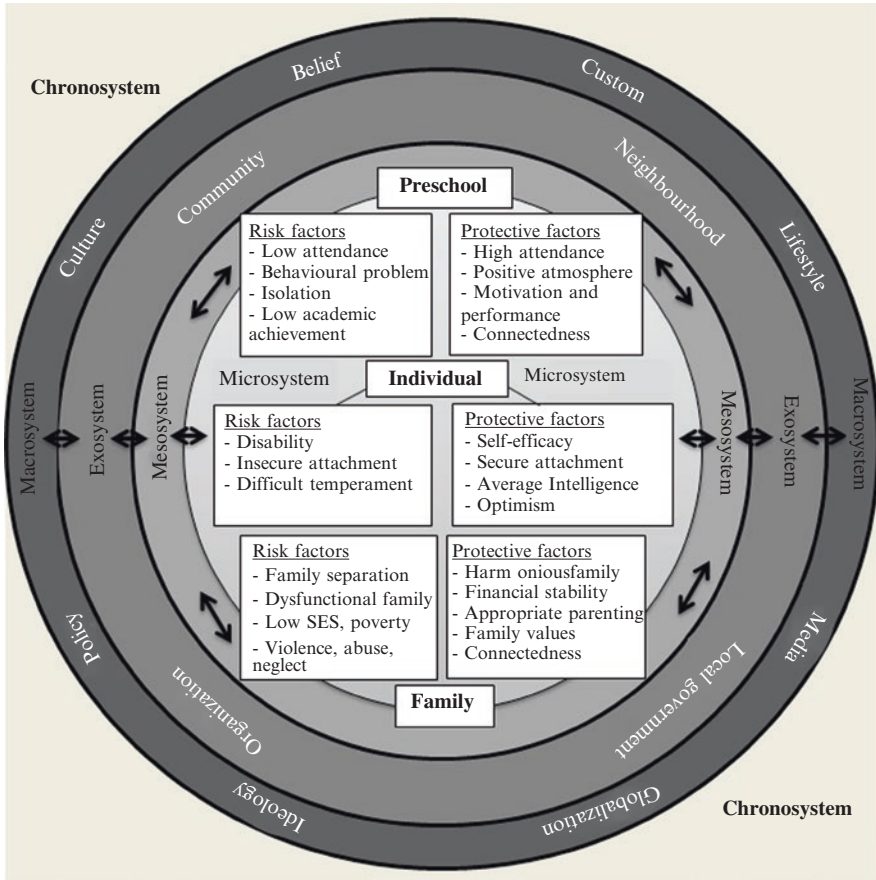 Chronosystem
Belief
Custom
Culture
Community
Neighbourhood
Lifestyle
Preschool
Risk factors
- Low attendance
- Behavioural problem
- Isolation
- Low academic
achievement
Protective factors
- High attendance
- Positive atmosphere
- Motivation and
performance
- Connectedness
Microsystem
Individual
Microsystem
Macrosystem
Exosystem
Mesosystem
Risk factors
- Disability
- Insecure attachment
- Difficult temperament
Protective factors
- Self-efficacy
- Secure attachment
- Average Intelligence
- Optimism
Mesosystem
Exosystem
Macrosystem
Risk factors
- Family separation
- Dysfunctional family
- Low SES, poverty
- Violence, abuse,
neglect
Protective factors
- Harm oniousfamily
- Financial stability
- Appropriate parenting
- Family values
- Connectedness
Family
Policy
Organization
Local government
Media
Ideology
Globalization
Chronosystem